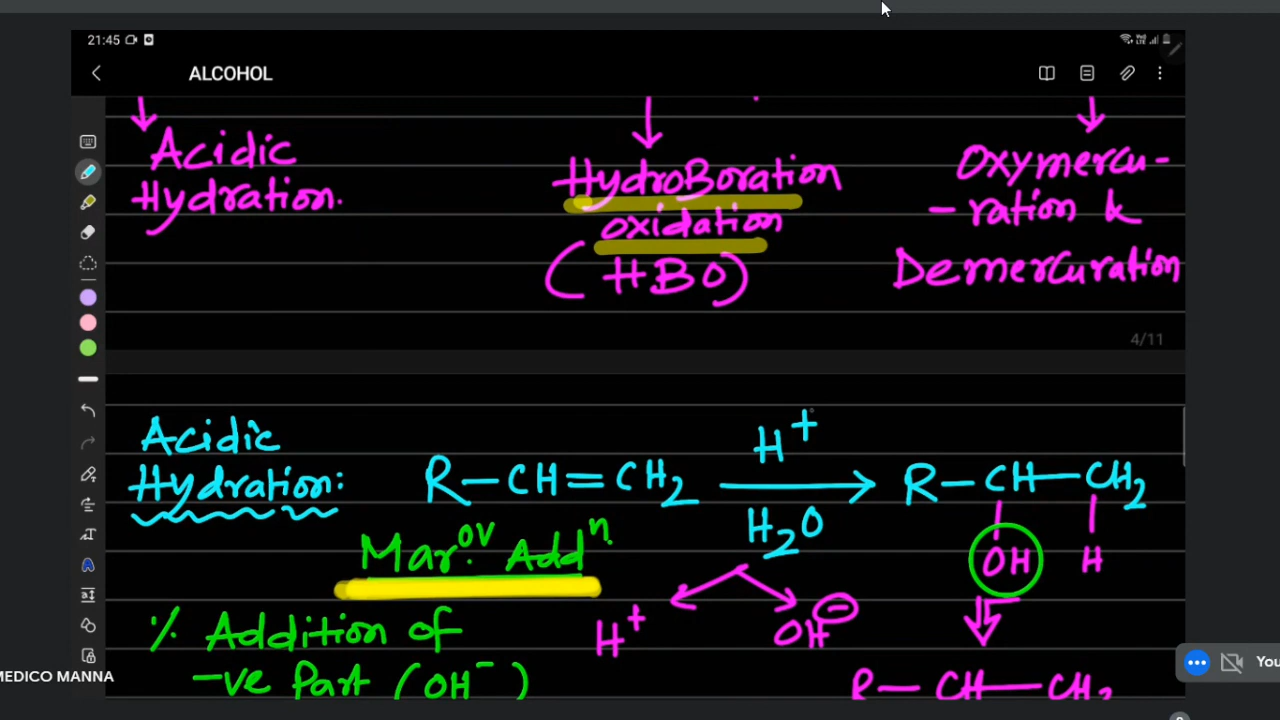 21:45
ALCOHOL
Acidic
Hydration.
HydroBoration
oxidation
(HBO)
Oxymercu-
-ration &
Demercuration
4/11
Acidic
Hydration:
R-CH=CH2
H+
H2O
R-CH-CH2
OH H
Mar.ov Addn.
H+ OH-
% Addition of
-ve Part (OH-)
R-CH-CH2
MEDICO MANNA
You